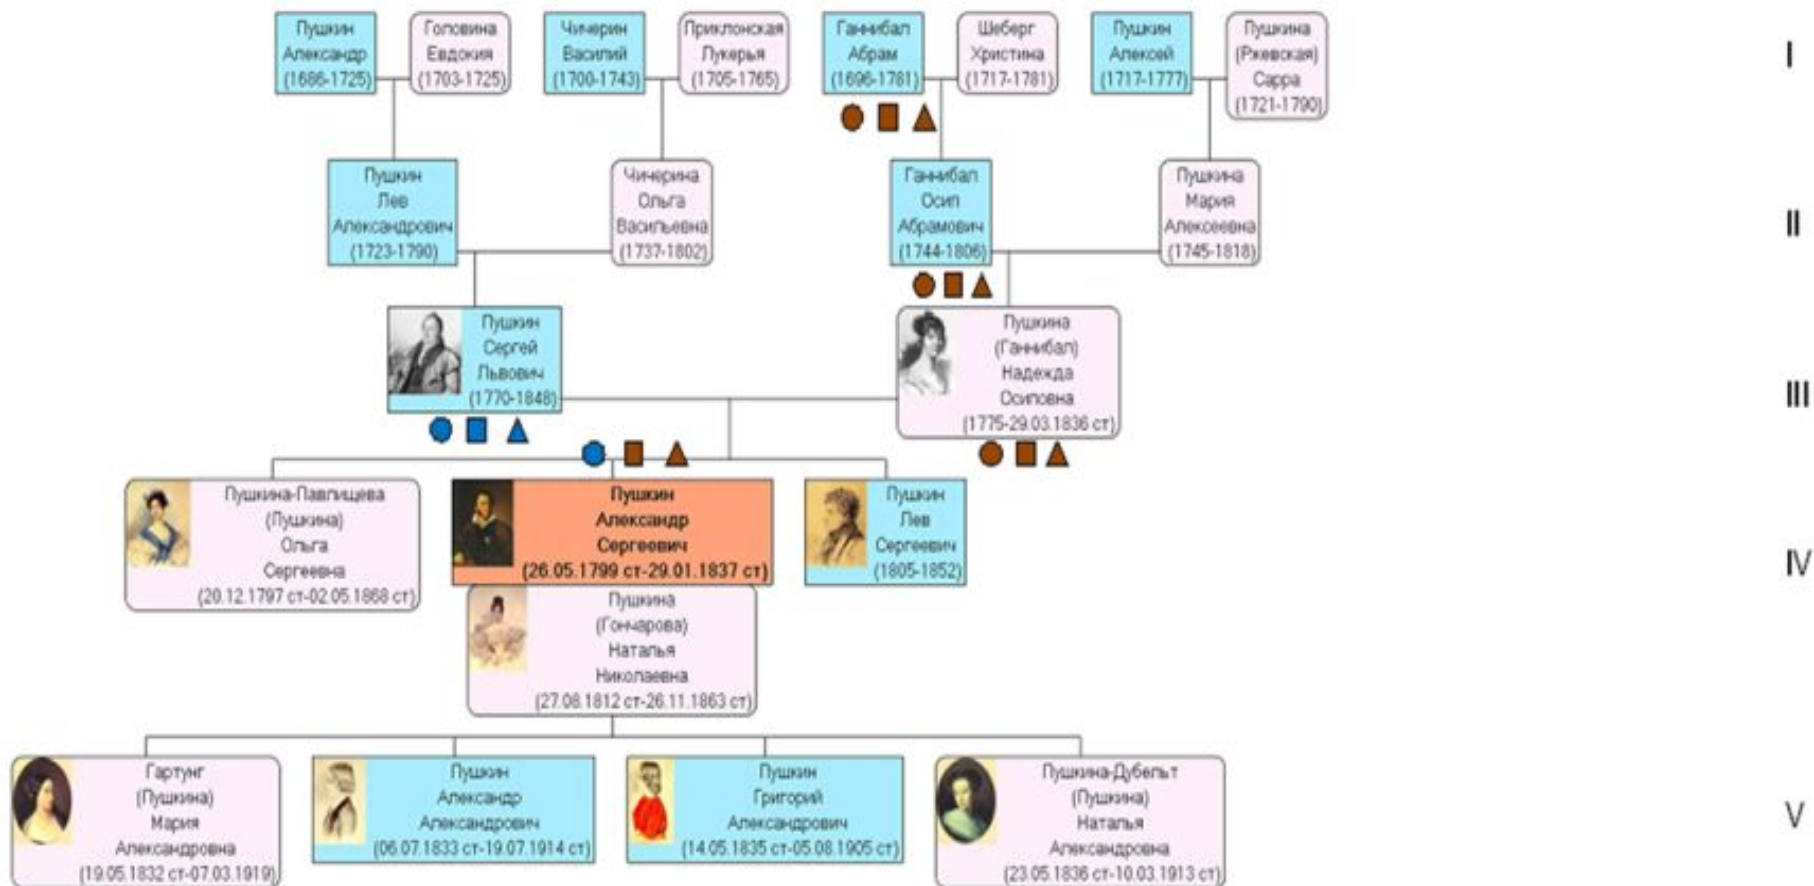 Пушкин
Александр
(1686-1725)
Головина
Евдокия
(1703-1725)
Чичерин
Василий
(1700-1743)
Приклонская
Лукерья
(1705-1765)
Ганнибал
Абрам
(1696-1781)
Шеберг
Христина
(1717-1781)
Пушкин
Алексей
(1717-1777)
Пушкина
(Ржевская)
Сарра
(1721-1790)
I
Пушкин
Лев
Александрович
(1723-1790)
Чичерина
Ольга
Васильевна
(1737-1802)
Ганнибал
Осип
Абрамович
(1744-1806)
Пушкина
Мария
Алексеевна
(1745-1818)
II
Пушкин
Сергей
Львович
(1770-1848)
Пушкина
(Ганнибал)
Надежда
Осиповна
(1775-29.03.1836 ст)
III
Пушкина-Павлищева
(Пушкина)
Ольга
Сергеевна
(20.12.1797 ст-02.05.1868 ст)
Пушкин
Александр
Сергеевич
(26.05.1799 ст-29.01.1837 ст)
Пушкин
Лев
Сергеевич
(1805-1852)
IV
Пушкина
(Гончарова)
Наталья
Николаевна
(27.08.1812 ст-26.11.1863 ст)
Гартунг
(Пушкина)
Мария
Александровна
(19.05.1832 ст-07.03.1919)
Пушкин
Александр
Александрович
(06.07.1833 ст-19.07.1914 ст)
Пушкин
Григорий
Александрович
(14.05.1835 ст-05.08.1905 ст)
Пушкина-Дубельт
(Пушкина)
Наталья
Александровна
(23.05.1836 ст-10.03.1913 ст)
V